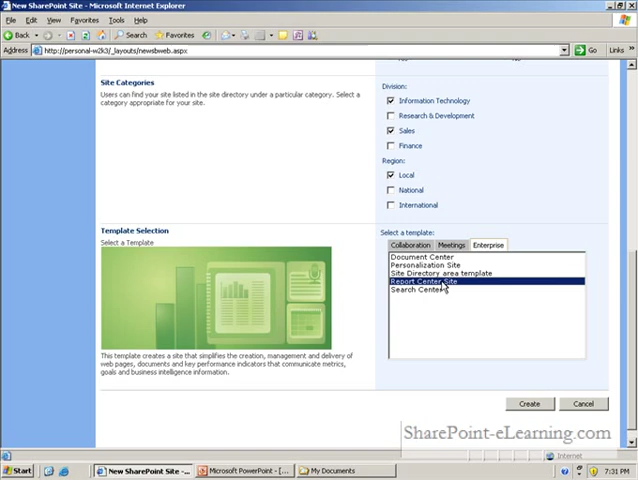 New SharePoint Site - Microsoft Internet Explorer
File Edit View Favorites Tools Help
Back Search Favorites
Address http://personal-w2k3/_layouts/newsbweb.aspx Go Links
Site Categories
Users can find your site listed in the site directory under a particular category. Select a
category appropriate for your site.
Division:
Information Technology
Research & Development
Sales
Finance
Region:
Local
National
International
Template Selection
Select a Template
Select a template:
Collaboration Meetings Enterprise
Document Center
Personalization Site
Site Directory area template
Report Center Site
Search Center
This template creates a site that simplifies the creation, management and delivery of
web pages, documents and key performance indicators that communicate metrics,
goals and business intelligence information.
Create Cancel
SharePoint-eLearning.com
Internet
Start New SharePoint Site -... Microsoft PowerPoint - [... My Documents 7:31 PM